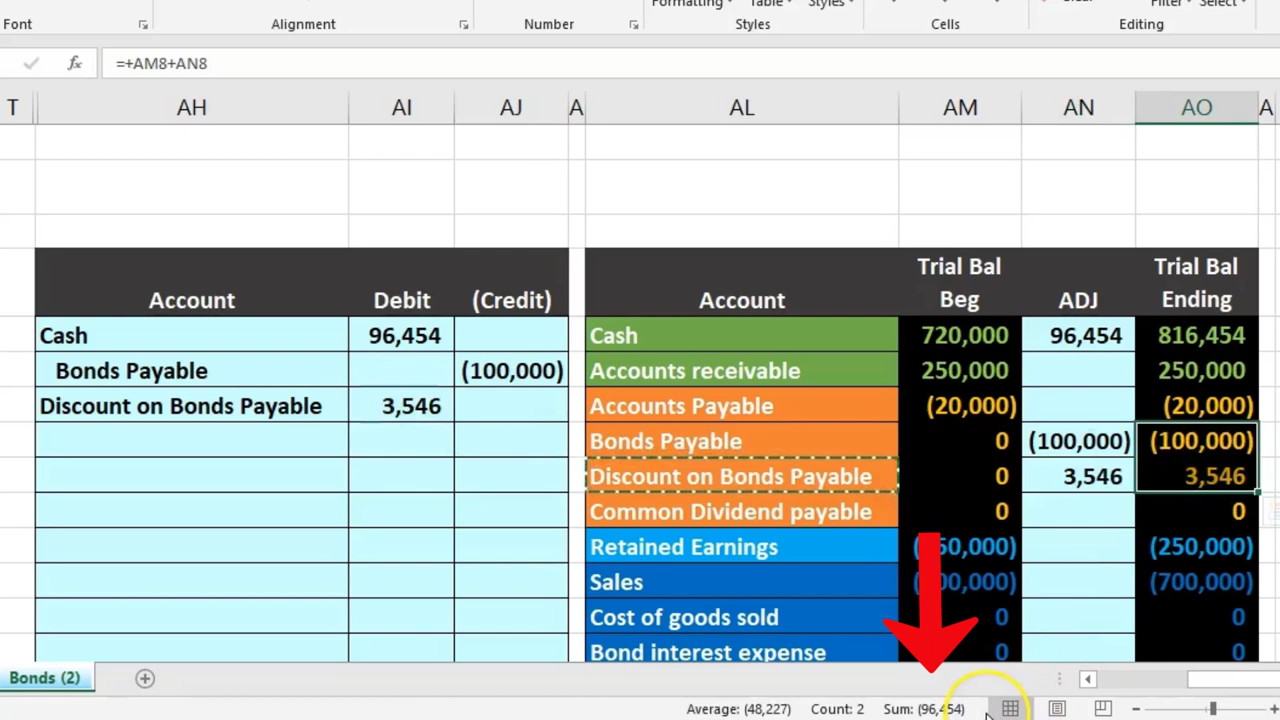 Formatting Table Styles Clear Filter Select
Font Alignment Number Styles Cells Editing
fx =+AM8+AN8
T AH AI AJ A AL AM AN AO A
Trial Bal Trial Bal
Account Debit (Credit) Account Beg ADJ Ending
Cash 96,454 Cash 720,000 96,454 816,454
Bonds Payable (100,000) Accounts receivable 250,000 250,000
Discount on Bonds Payable 3,546 Accounts Payable (20,000) (20,000)
Bonds Payable 0 (100,000) (100,000)
Discount on Bonds Payable 0 3,546 3,546
Common Dividend payable 0 0
Retained Earnings (250,000)
Sales (700,000)
Cost of goods sold 0 0
Bond interest expense 0 0
Bonds (2)
Average: (48,227) Count: 2 Sum: (96,454)